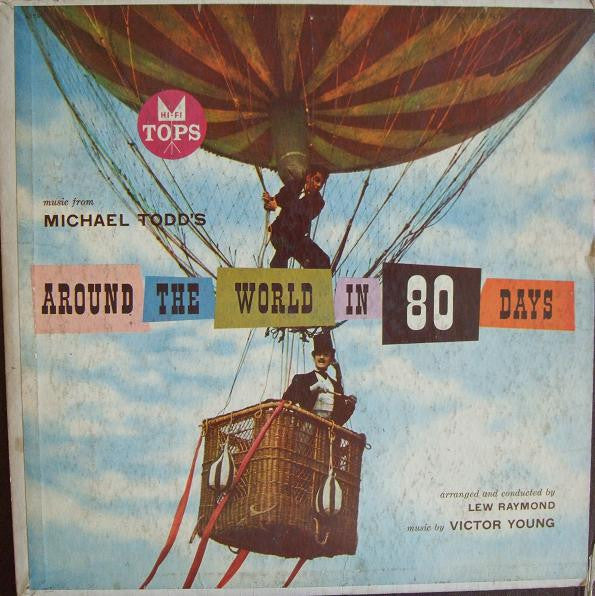 HI-FI
TOPS
music from
MICHAEL TODD'S
AROUND THE WORLD IN 80 DAYS
arranged and conducted by
LEW RAYMOND
music by VICTOR YOUNG